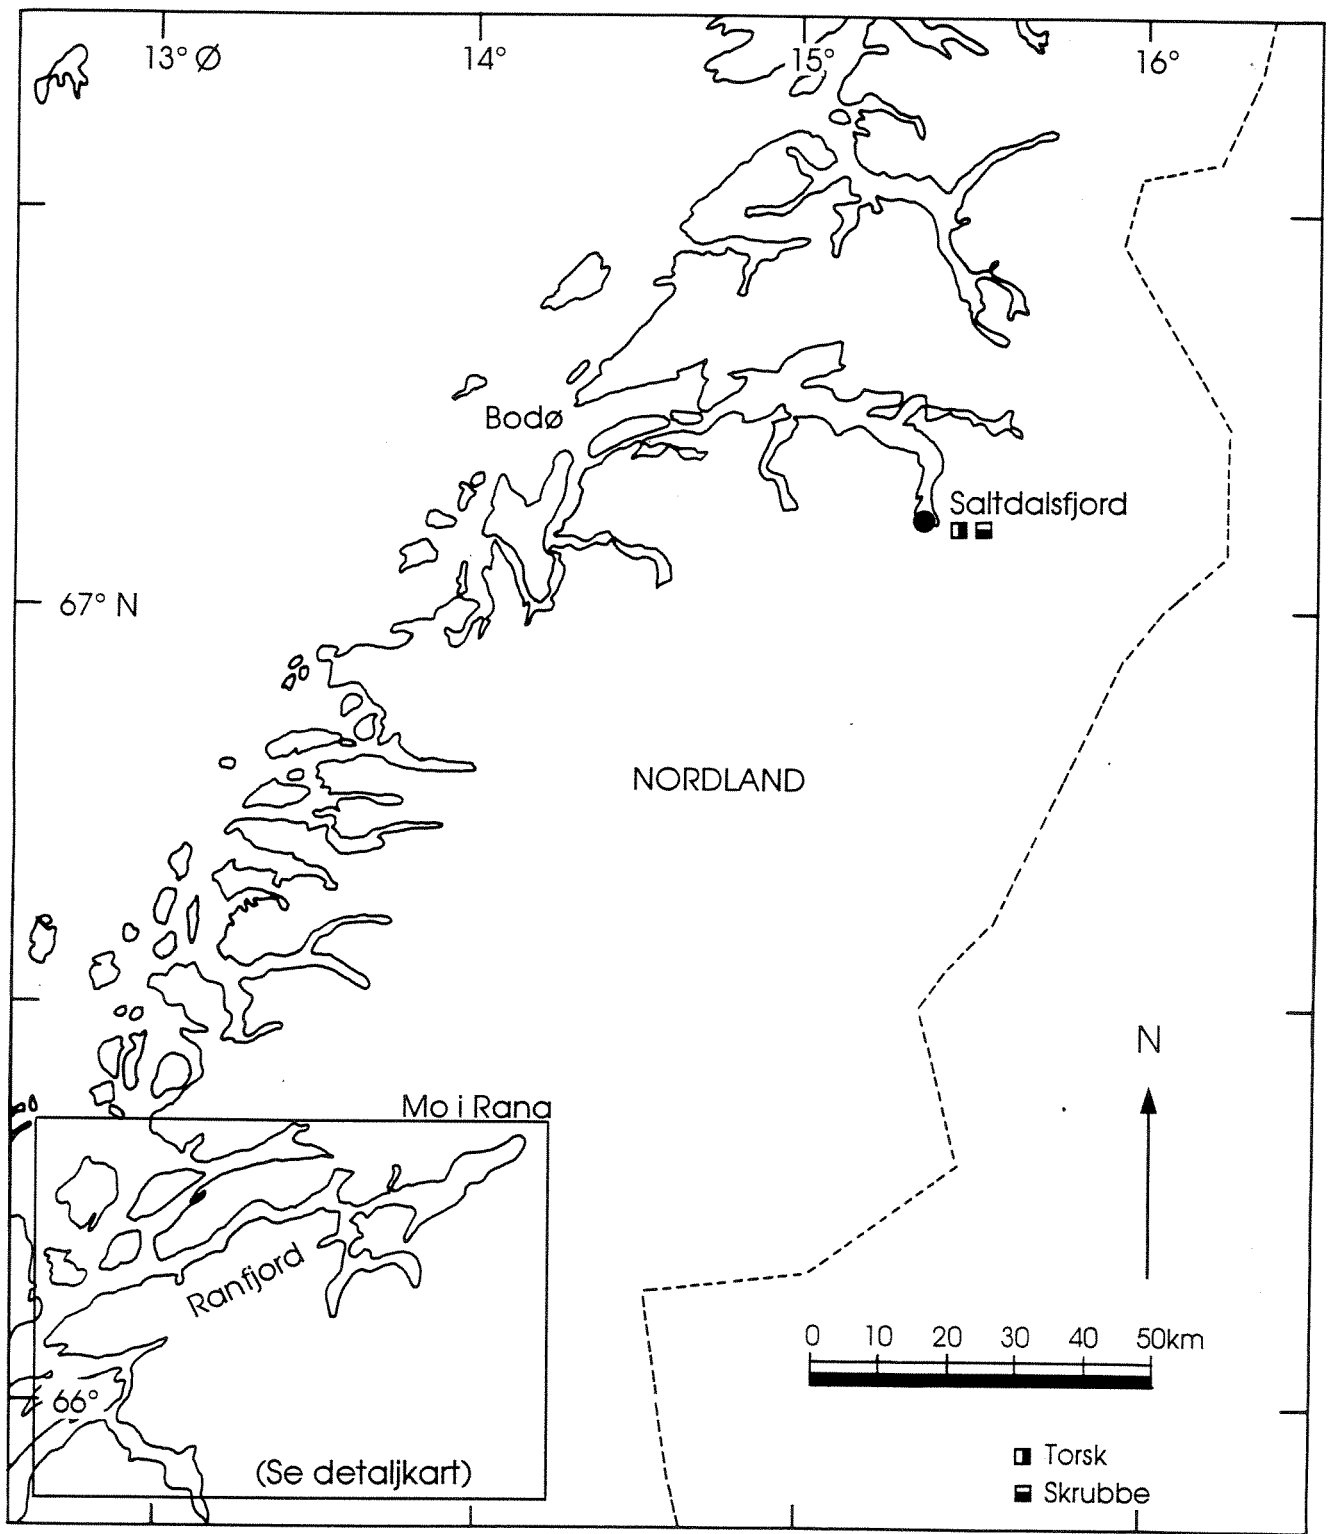 13° Ø
14°
15°
16°
Bodø
Saltdalsfjord
67° N
NORDLAND
N
Mo i Rana
Ranfjord
0 10 20 30 40 50km
66°
(Se detaljkart)
Torsk
Skrubbe